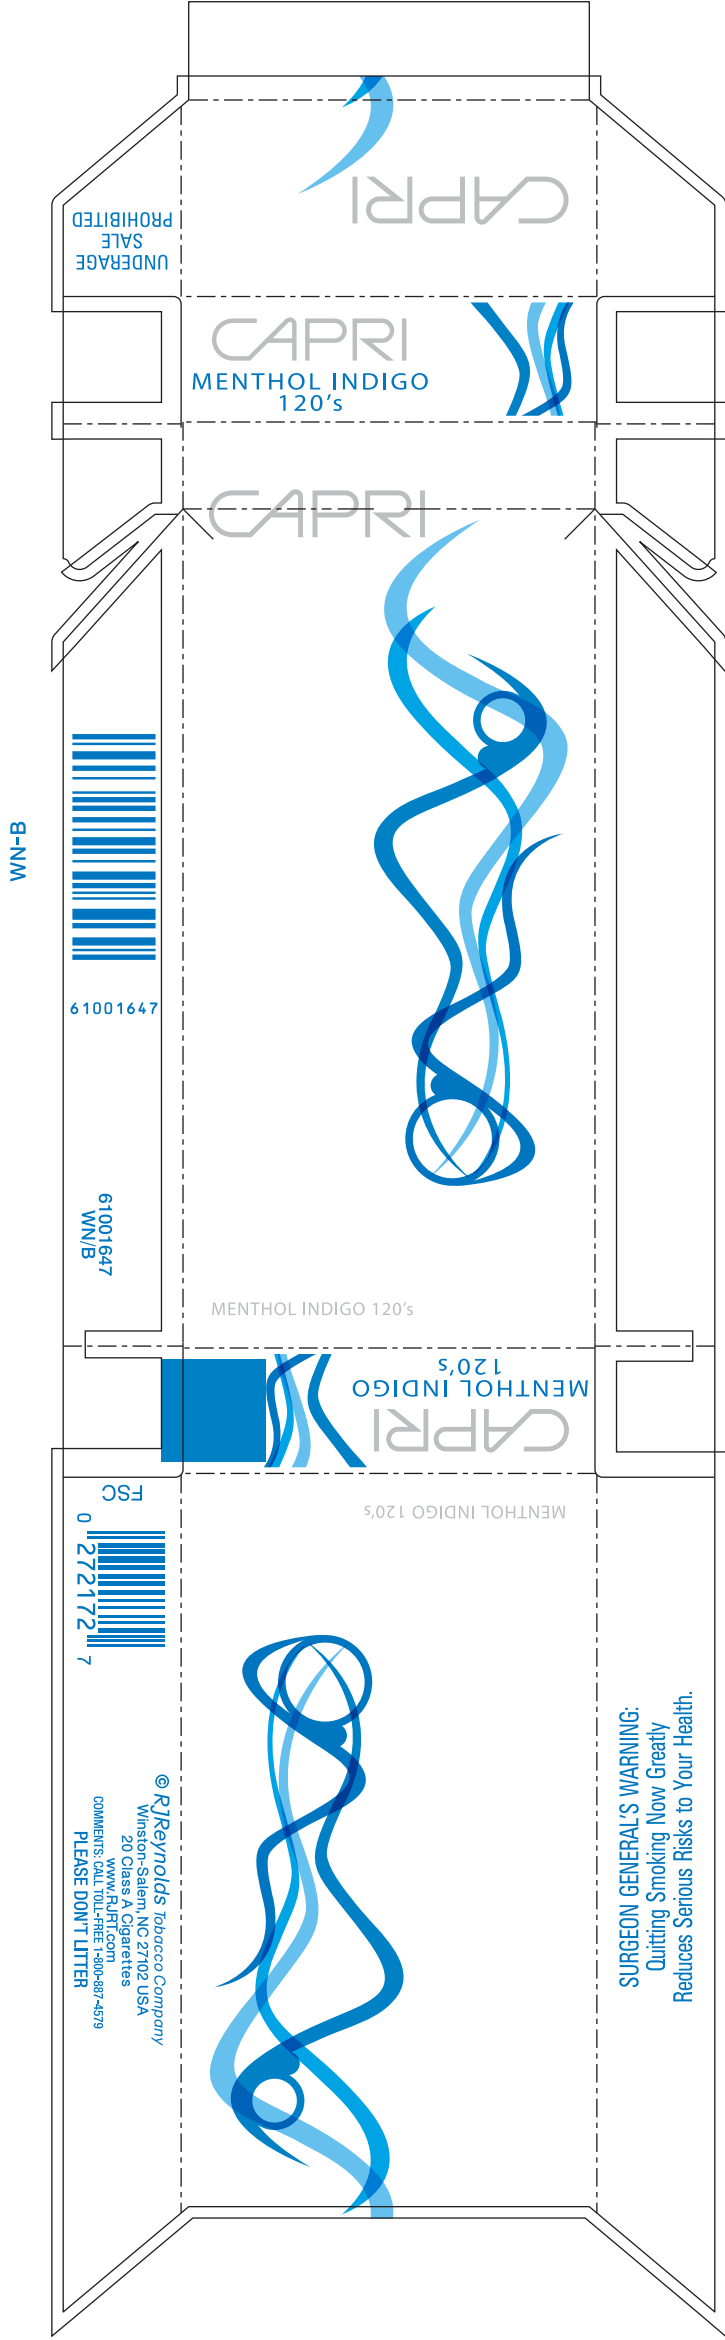 CAPRI
UNDERAGE
SALE
PROHIBITED
CAPRI
MENTHOL INDIGO
120's
CAPRI
WN-B
61001647
61001647
WN/B
MENTHOL INDIGO 120's
CAPRI
MENTHOL INDIGO
120's
MENTHOL INDIGO 120's
FSC
0 272172 7
© RJReynolds Tobacco Company
Winston-Salem, NC 27102 USA
20 Class A Cigarettes
www.RJRT.com
COMMENTS: CALL TOLL-FREE 1-800-887-4579
PLEASE DON'T LITTER
SURGEON GENERAL'S WARNING:
Quitting Smoking Now Greatly
Reduces Serious Risks to Your Health.